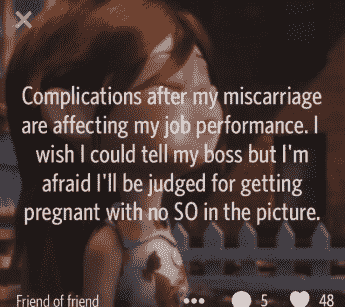 Complications after my miscarriage
are affecting my job performance. I
wish I could tell my boss but I'm
afraid I'll be judged for getting
pregnant with no SO in the picture.
Friend of friend 5 48